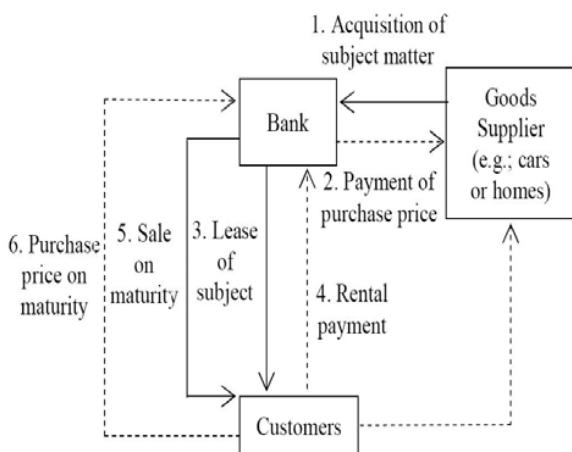 1. Acquisition of
subject matter
Bank
Goods
Supplier
(e.g.; cars
or homes)
2. Payment of
purchase price
6. Purchase
price on
maturity
5. Sale
on
maturity
3. Lease
of
subject
4. Rental
payment
Customers